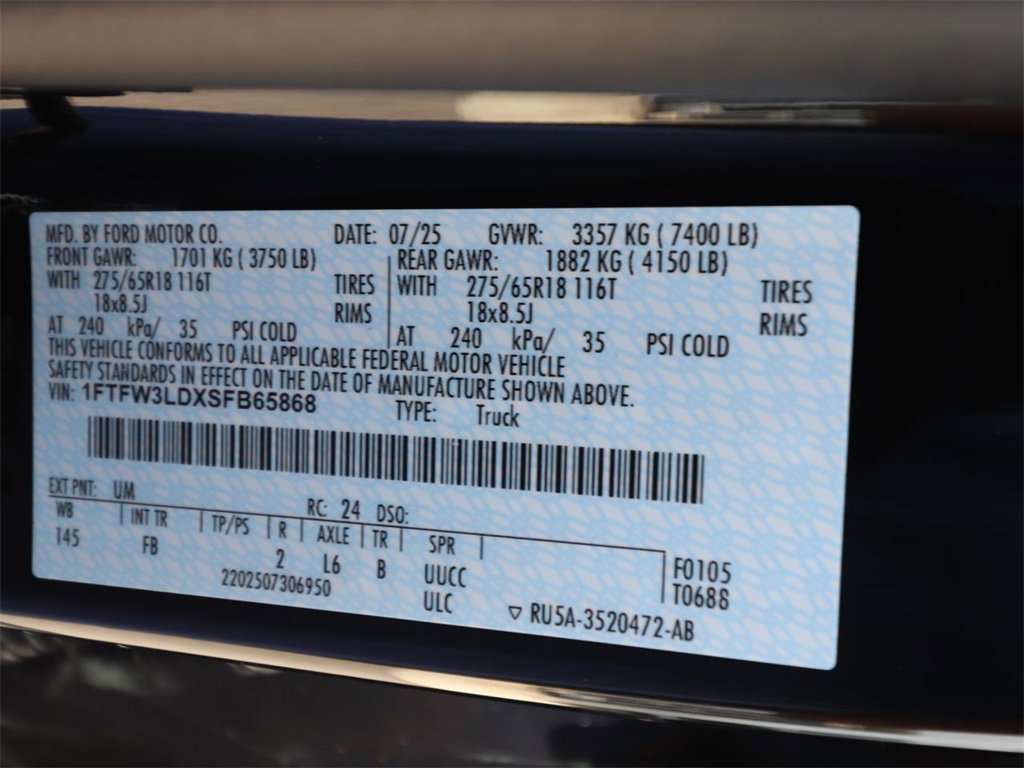 MFD. BY FORD MOTOR CO. DATE: 07/25 GVWR: 3357 KG ( 7400 LB)
FRONT GAWR: 1701 KG ( 3750 LB) REAR GAWR: 1882 KG ( 4150 LB)
WITH 275/65R18 116T TIRES WITH 275/65R18 116T TIRES
18x8.5J RIMS 18x8.5J RIMS
AT 240 kPa/ 35 PSI COLD AT 240 kPa/ 35 PSI COLD
THIS VEHICLE CONFORMS TO ALL APPLICABLE FEDERAL MOTOR VEHICLE
SAFETY STANDARDS IN EFFECT ON THE DATE OF MANUFACTURE SHOWN ABOVE.
VIN: 1FTFW3LDXSFB65868 TYPE: Truck
EXT PNT: UM RC: 24 DSO:
WB INT TR TP/PS R AXLE TR SPR
145 FB 2 L6 B UUCC F0105
2202507306950 ULC T0688
RU5A-3520472-AB